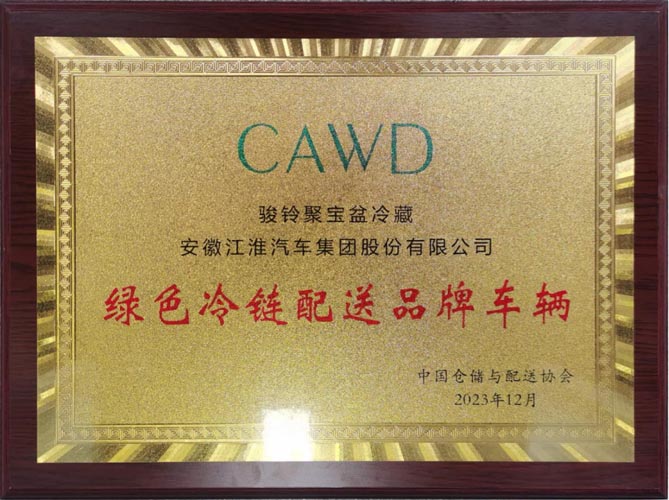 CAWD
骏铃聚宝盆冷藏
安徽江淮汽车集团股份有限公司
绿色冷链配送品牌车辆
中国仓储与配送协会
2023年12月